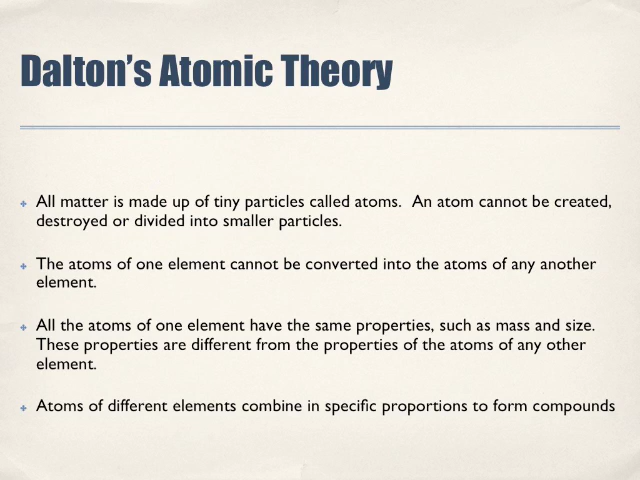 Dalton’s Atomic Theory
All matter is made up of tiny particles called atoms.  An atom cannot be created,
destroyed or divided into smaller particles.
The atoms of one element cannot be converted into the atoms of any another
element.
All the atoms of one element have the same properties, such as mass and size.
These properties are different from the properties of the atoms of any other
element.
Atoms of different elements combine in specific proportions to form compounds